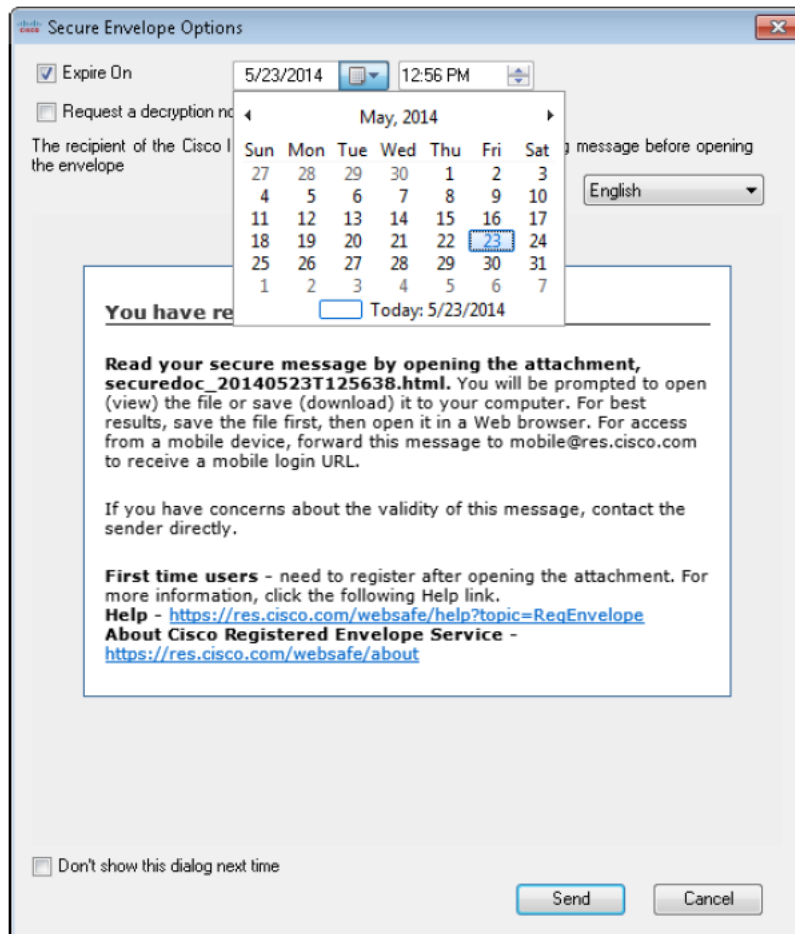 CISCO Secure Envelope Options
Expire On 5/23/2014 12:56 PM
Request a decryption no
May, 2014
The recipient of the Cisco message before opening
the envelope
English
Sun Mon Tue Wed Thu Fri Sat
27 28 29 30 1 2 3
4 5 6 7 8 9 10
11 12 13 14 15 16 17
18 19 20 21 22 23 24
25 26 27 28 29 30 31
1 2 3 4 5 6 7
Today: 5/23/2014
You have re
Read your secure message by opening the attachment,
securedoc_20140523T125638.html. You will be prompted to open
(view) the file or save (download) it to your computer. For best
results, save the file first, then open it in a Web browser. For access
from a mobile device, forward this message to mobile@res.cisco.com
to receive a mobile login URL.
If you have concerns about the validity of this message, contact the
sender directly.
First time users - need to register after opening the attachment. For
more information, click the following Help link.
Help - https://res.cisco.com/websafe/help?topic=RegEnvelope
About Cisco Registered Envelope Service -
https://res.cisco.com/websafe/about
Don't show this dialog next time
Send Cancel